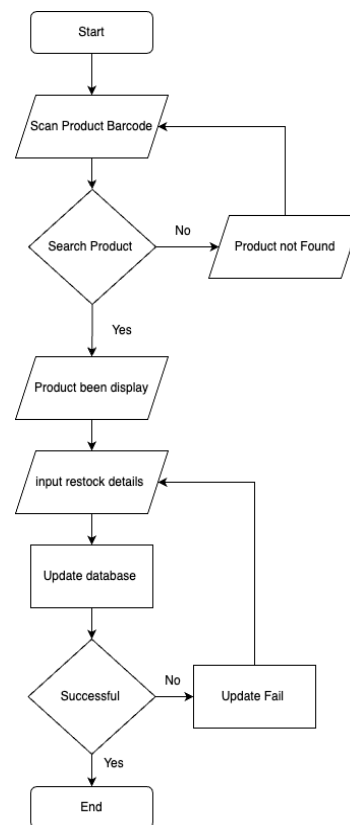 Start
Scan Product Barcode
Search Product
No
Product not Found
Yes
Product been display
input restock details
Update database
Successful
No
Update Fail
Yes
End